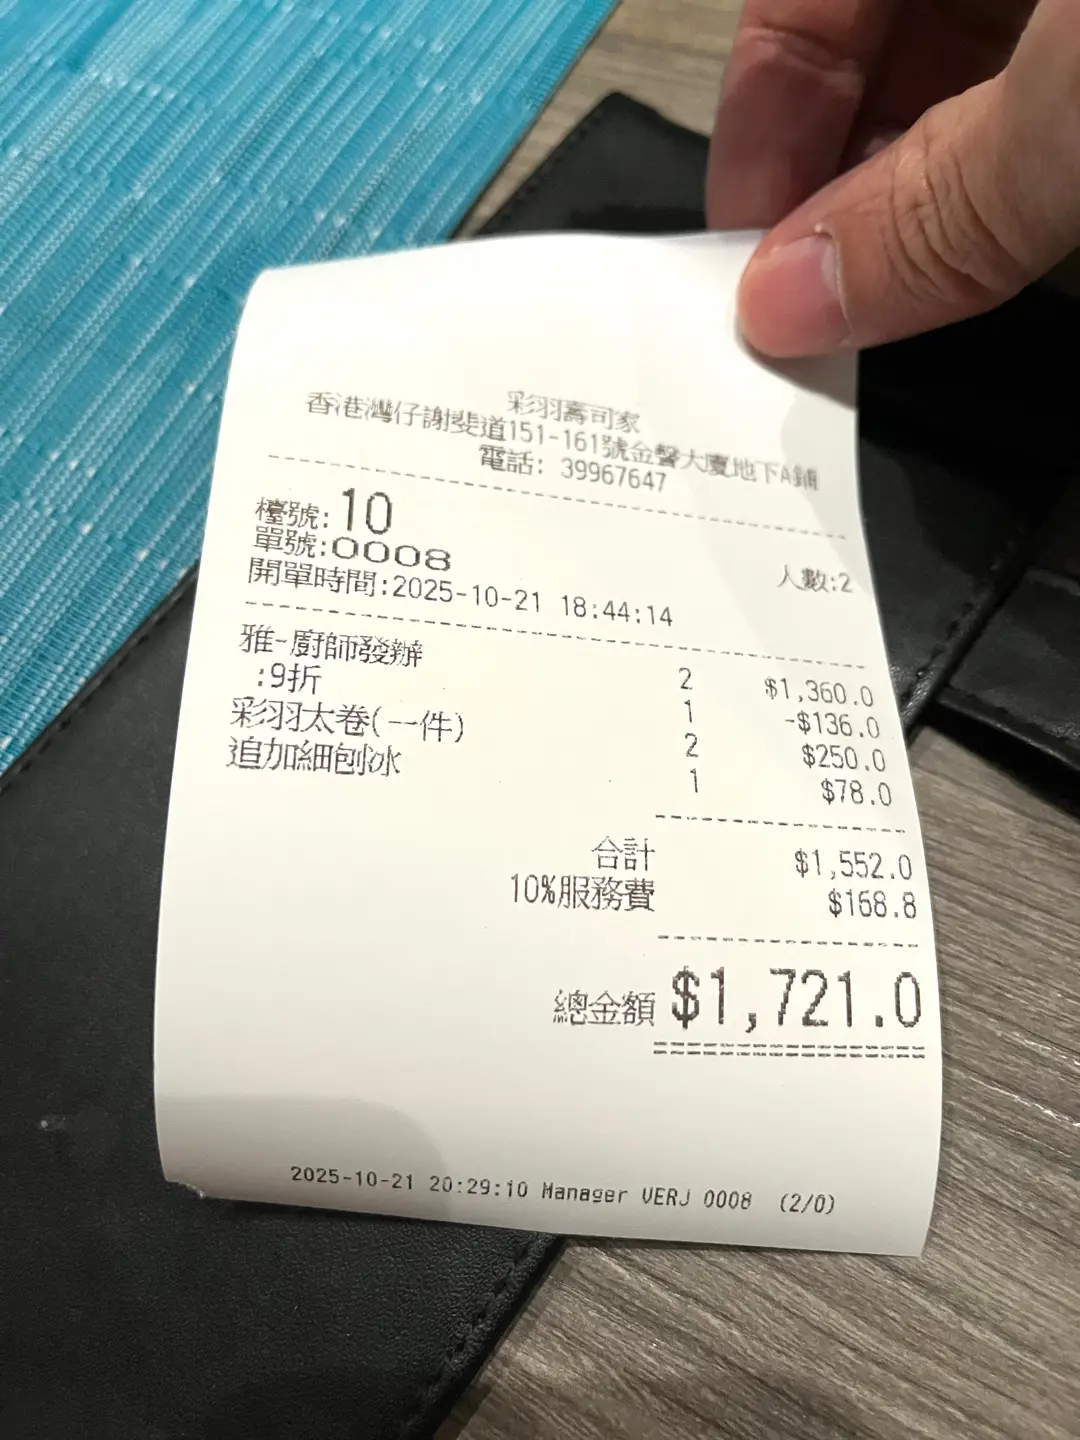 彩羽壽司家
香港灣仔謝斐道151-161號金聲大廈地下A鋪
電話: 39967647
檯號:10
單號:0008 人數:2
開單時間:2025-10-21 18:44:14
雅-廚師發辦 2 $1,360.0
:9折 1 -$136.0
彩羽太卷(一件) 2 $250.0
追加細刨冰 1 $78.0
合計 $1,552.0
10%服務費 $168.8
總金額 $1,721.0
2025-10-21 20:29:10 Manager VERJ 0008 (2/0)